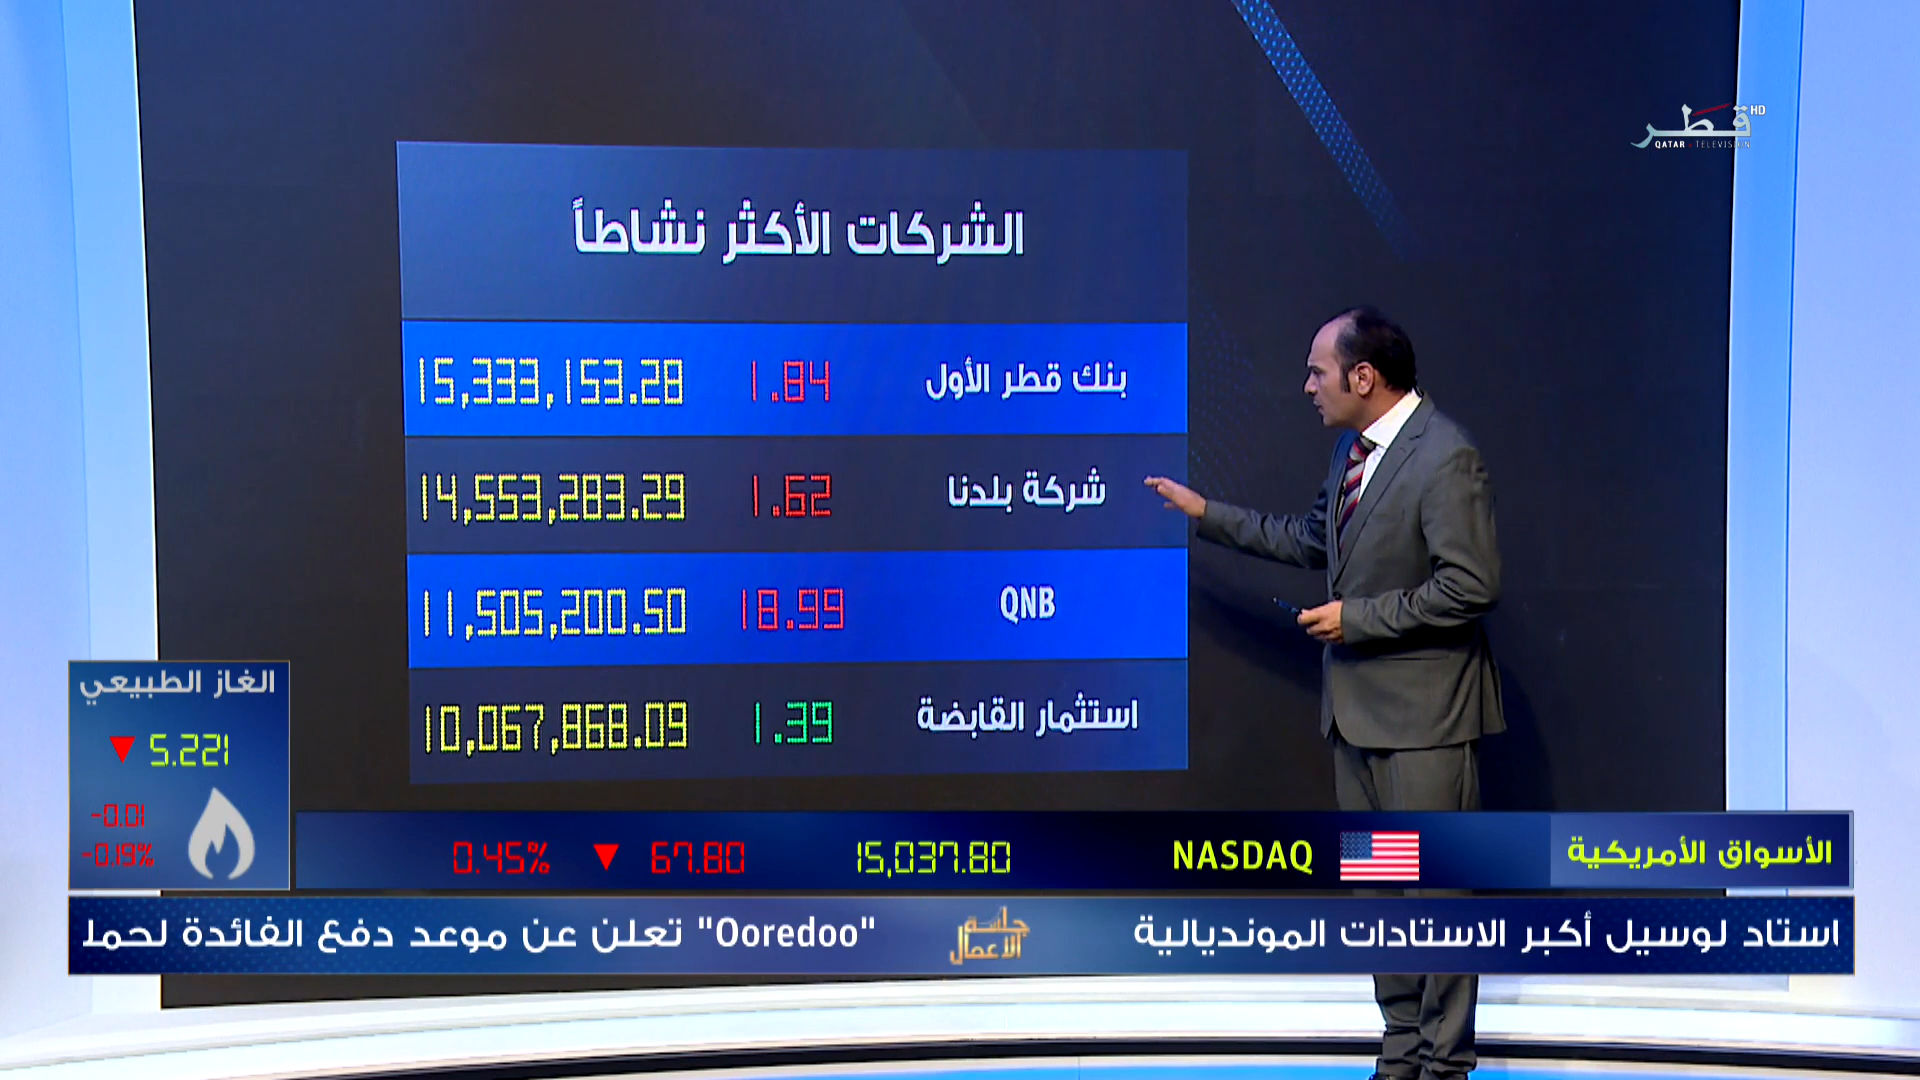 قطر HD
QATAR TELEVISION
الشركات الأكثر نشاطاً
بنك قطر الأول 1.84 15,333,153.28
شركة بلدنا 1.62 14,553,283.29
QNB 18.99 11,505,200.50
استثمار القابضة 1.39 10,067,868.09
الغاز الطبيعي
5.221
-0.01
-0.19%
الأسواق الأمريكية NASDAQ 15,037.80 67.80 0.45%
استاد لوسيل أكبر الاستادات المونديالية جلسة الأعمال "Ooredoo" تعلن عن موعد دفع الفائدة لحمل